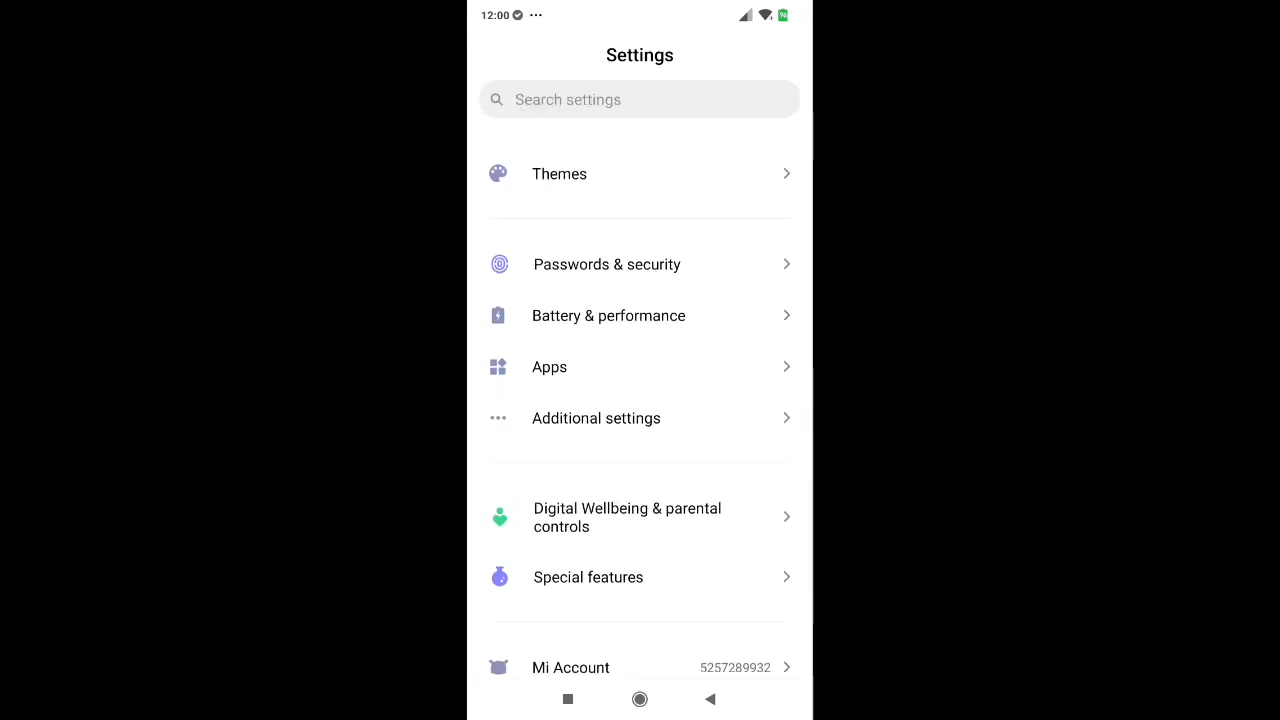 12:00
96
Settings
Search settings
Themes
Passwords & security
Battery & performance
Apps
Additional settings
Digital Wellbeing & parental
controls
Special features
Mi Account 5257289932